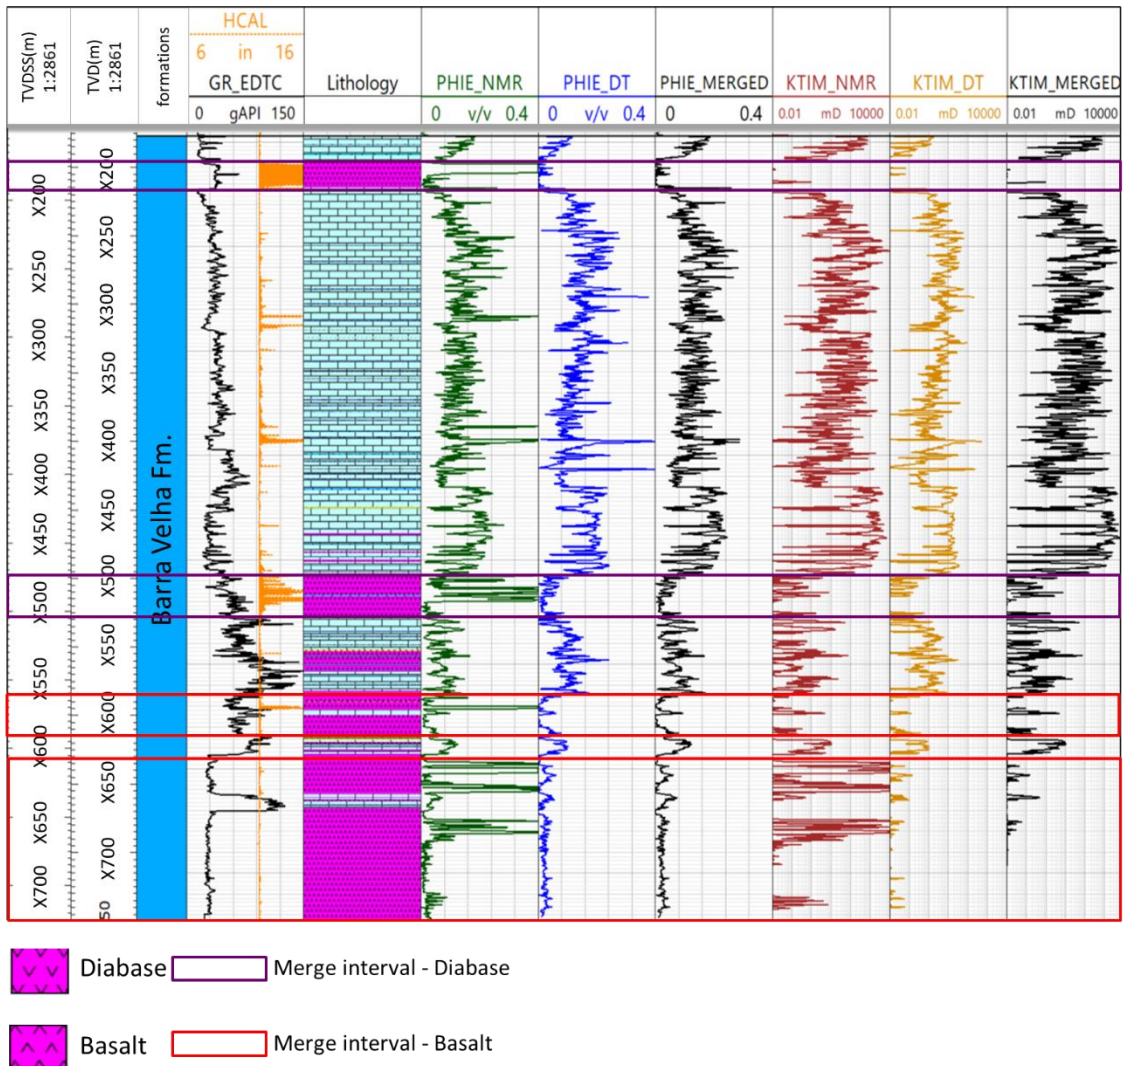 HCAL
6 in 16
TVDSS(m)
1:2861
TVD(m)
1:2861
formations
GR_EDTC
0 gAPI 150
Lithology
PHIE_NMR
0 v/v 0.4
PHIE_DT
0 v/v 0.4
PHIE_MERGED
0 0.4
KTIM_NMR
0.01 mD 10000
KTIM_DT
0.01 mD 10000
KTIM_MERGED
0.01 mD 10000
X200
X250
X300
X350
X400
X450
X500
X550
X600
X650
X700
X200
X250
X300
X350
X400
X450
X500
X550
X600
X650
X700
50
Barra Velha Fm.
Diabase
Merge interval - Diabase
Basalt
Merge interval - Basalt